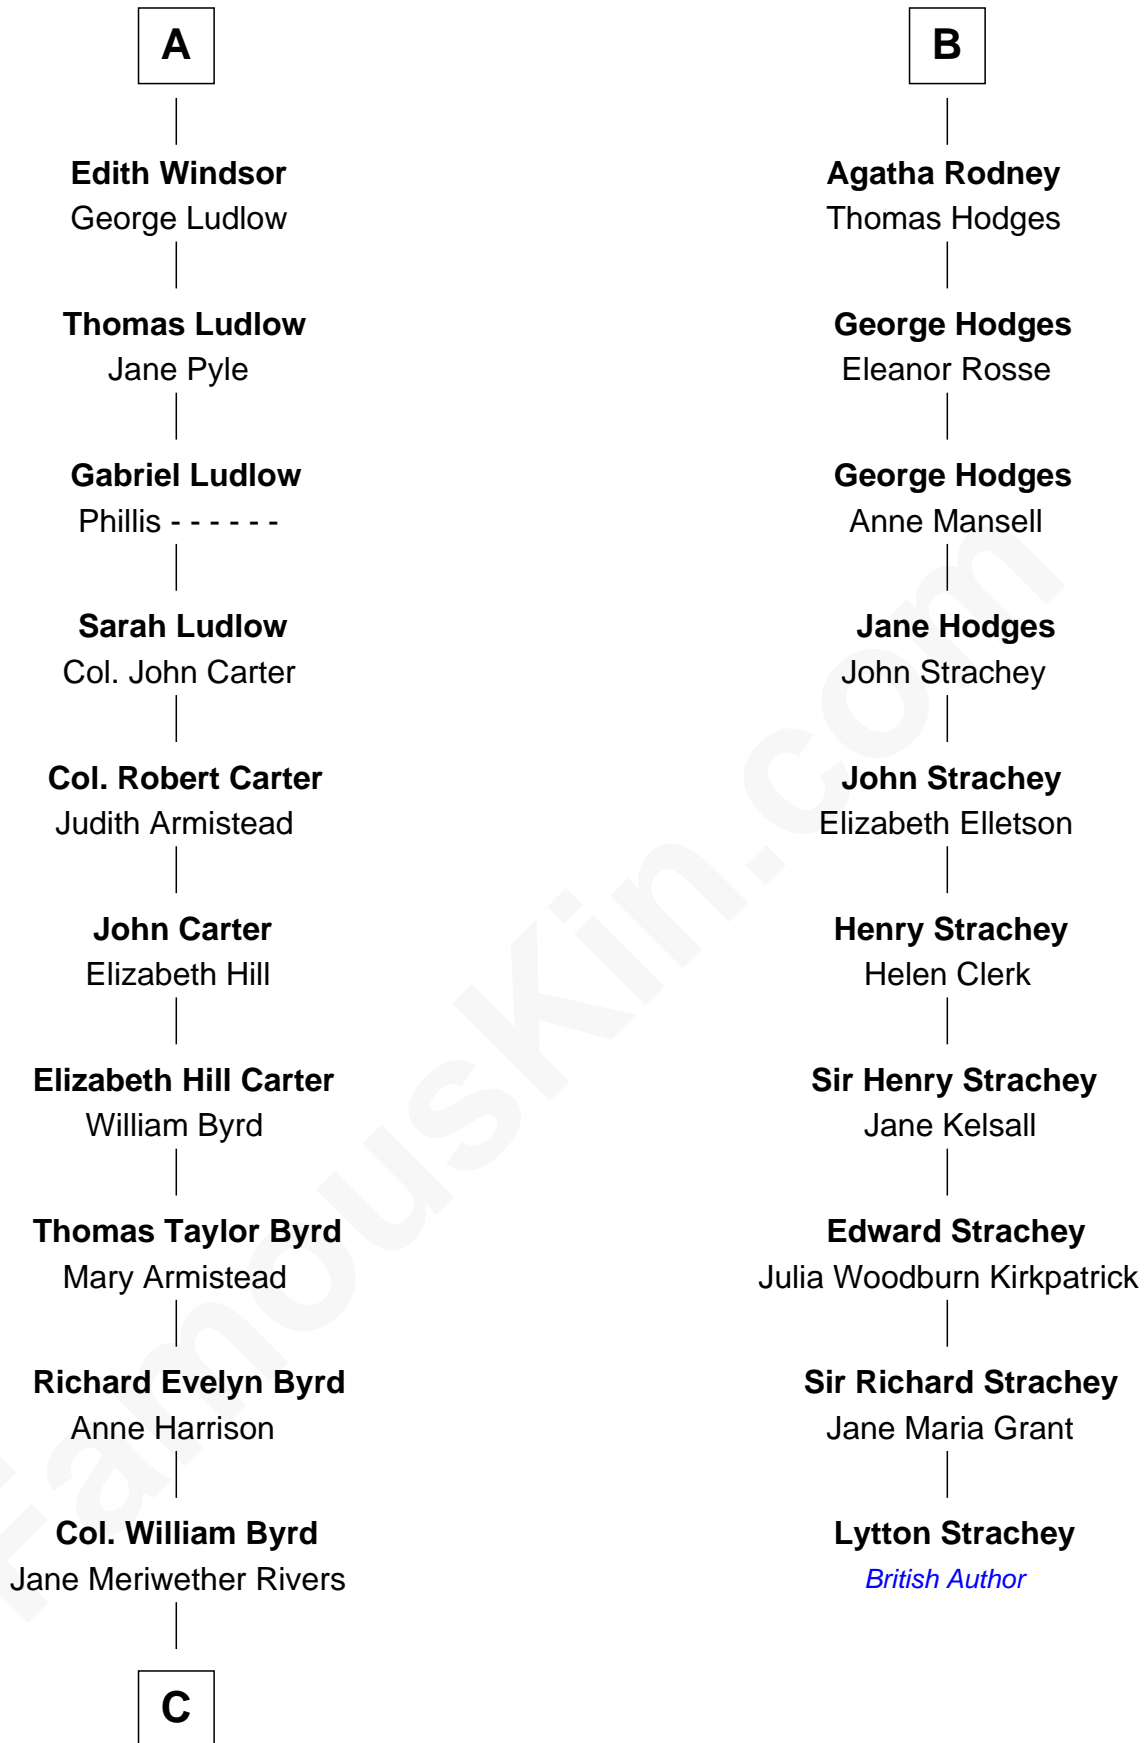 A
Edith Windsor
George Ludlow
Thomas Ludlow
Jane Pyle
Gabriel Ludlow
Phillis - - - - - -
Sarah Ludlow
Col. John Carter
Col. Robert Carter
Judith Armistead
John Carter
Elizabeth Hill
Elizabeth Hill Carter
William Byrd
Thomas Taylor Byrd
Mary Armistead
Richard Evelyn Byrd
Anne Harrison
Col. William Byrd
Jane Meriwether Rivers
C
B
Agatha Rodney
Thomas Hodges
George Hodges
Eleanor Rosse
George Hodges
Anne Mansell
Jane Hodges
John Strachey
John Strachey
Elizabeth Elletson
Henry Strachey
Helen Clerk
Sir Henry Strachey
Jane Kelsall
Edward Strachey
Julia Woodburn Kirkpatrick
Sir Richard Strachey
Jane Maria Grant
Lytton Strachey
British Author
FamousKin.com